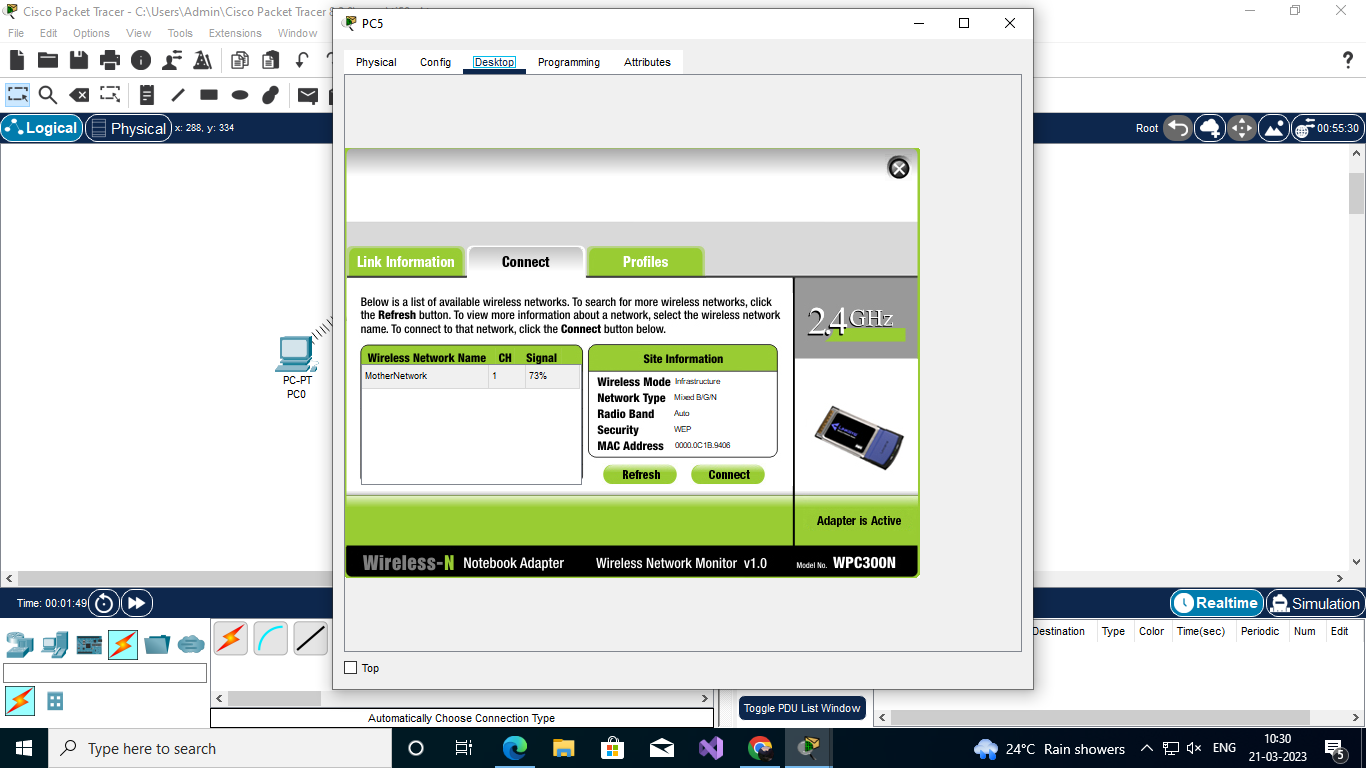 Cisco Packet Tracer - C:\Users\Admin\Cisco Packet Tracer
File Edit Options View Tools Extensions Window
PC5
Physical Config Desktop Programming Attributes
?
Logical Physical x: 288, y: 334
Root 00:55:30
Link Information Connect Profiles
Below is a list of available wireless networks. To search for more wireless networks, click
the Refresh button. To view more information about a network, select the wireless network
name. To connect to that network, click the Connect button below.
2.4GHz
Wireless Network Name CH Signal
MotherNetwork 1 73%
Site Information
Wireless Mode Infrastructure
Network Type Mixed B/G/N
Radio Band Auto
Security WEP
MAC Address 0000.0C1B.9406
Refresh Connect
Adapter is Active
Wireless-N Notebook Adapter Wireless Network Monitor v1.0 Model No. WPC300N
PC-PT
PC0
Time: 00:01:49
Realtime Simulation
Destination Type Color Time(sec) Periodic Num Edit
Top
Toggle PDU List Window
Automatically Choose Connection Type
Type here to search
24°C Rain showers
ENG
10:30
21-03-2023
5